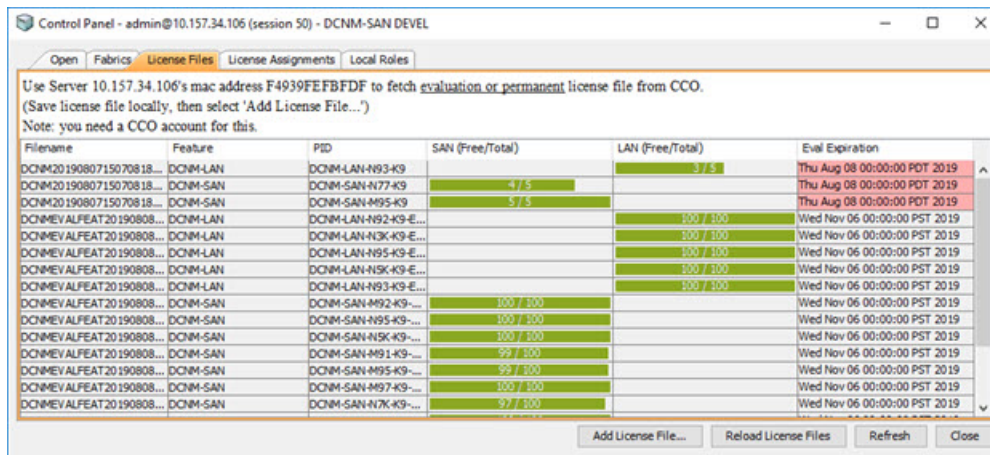 Control Panel - admin@10.157.34.106 (session 50) - DCNM-SAN DEVEL
Open Fabrics License Files License Assignments Local Roles
Use Server 10.157.34.106's mac address F4939FEFBFDF to fetch evaluation or permanent license file from CCO.
(Save license file locally, then select 'Add License File...')
Note: you need a CCO account for this.
Filename Feature PID SAN (Free/Total) LAN (Free/Total) Eval Expiration
DCNM2019080715070818... DCNM-LAN DCNM-LAN-N93-K9 3 / 5 Thu Aug 08 00:00:00 PDT 2019
DCNM2019080715070818... DCNM-SAN DCNM-SAN-N77-K9 4 / 5 Thu Aug 08 00:00:00 PDT 2019
DCNM2019080715070818... DCNM-SAN DCNM-SAN-M95-K9 5 / 5 Thu Aug 08 00:00:00 PDT 2019
DCNMEVALFEAT20190808... DCNM-LAN DCNM-LAN-N92-K9-E... 100 / 100 Wed Nov 06 00:00:00 PST 2019
DCNMEVALFEAT20190808... DCNM-LAN DCNM-LAN-N3K-K9-E... 100 / 100 Wed Nov 06 00:00:00 PST 2019
DCNMEVALFEAT20190808... DCNM-LAN DCNM-LAN-N95-K9-E... 100 / 100 Wed Nov 06 00:00:00 PST 2019
DCNMEVALFEAT20190808... DCNM-LAN DCNM-LAN-N5K-K9-E... 100 / 100 Wed Nov 06 00:00:00 PST 2019
DCNMEVALFEAT20190808... DCNM-LAN DCNM-LAN-N93-K9-E... 100 / 100 Wed Nov 06 00:00:00 PST 2019
DCNMEVALFEAT20190808... DCNM-SAN DCNM-SAN-M92-K9-... 100 / 100 Wed Nov 06 00:00:00 PST 2019
DCNMEVALFEAT20190808... DCNM-SAN DCNM-SAN-N95-K9-... 100 / 100 Wed Nov 06 00:00:00 PST 2019
DCNMEVALFEAT20190808... DCNM-SAN DCNM-SAN-N5K-K9-... 100 / 100 Wed Nov 06 00:00:00 PST 2019
DCNMEVALFEAT20190808... DCNM-SAN DCNM-SAN-M91-K9-... 99 / 100 Wed Nov 06 00:00:00 PST 2019
DCNMEVALFEAT20190808... DCNM-SAN DCNM-SAN-M95-K9-... 99 / 100 Wed Nov 06 00:00:00 PST 2019
DCNMEVALFEAT20190808... DCNM-SAN DCNM-SAN-M97-K9-... 100 / 100 Wed Nov 06 00:00:00 PST 2019
DCNMEVALFEAT20190808... DCNM-SAN DCNM-SAN-N7K-K9-... 97 / 100 Wed Nov 06 00:00:00 PST 2019
Add License File... Reload License Files Refresh Close